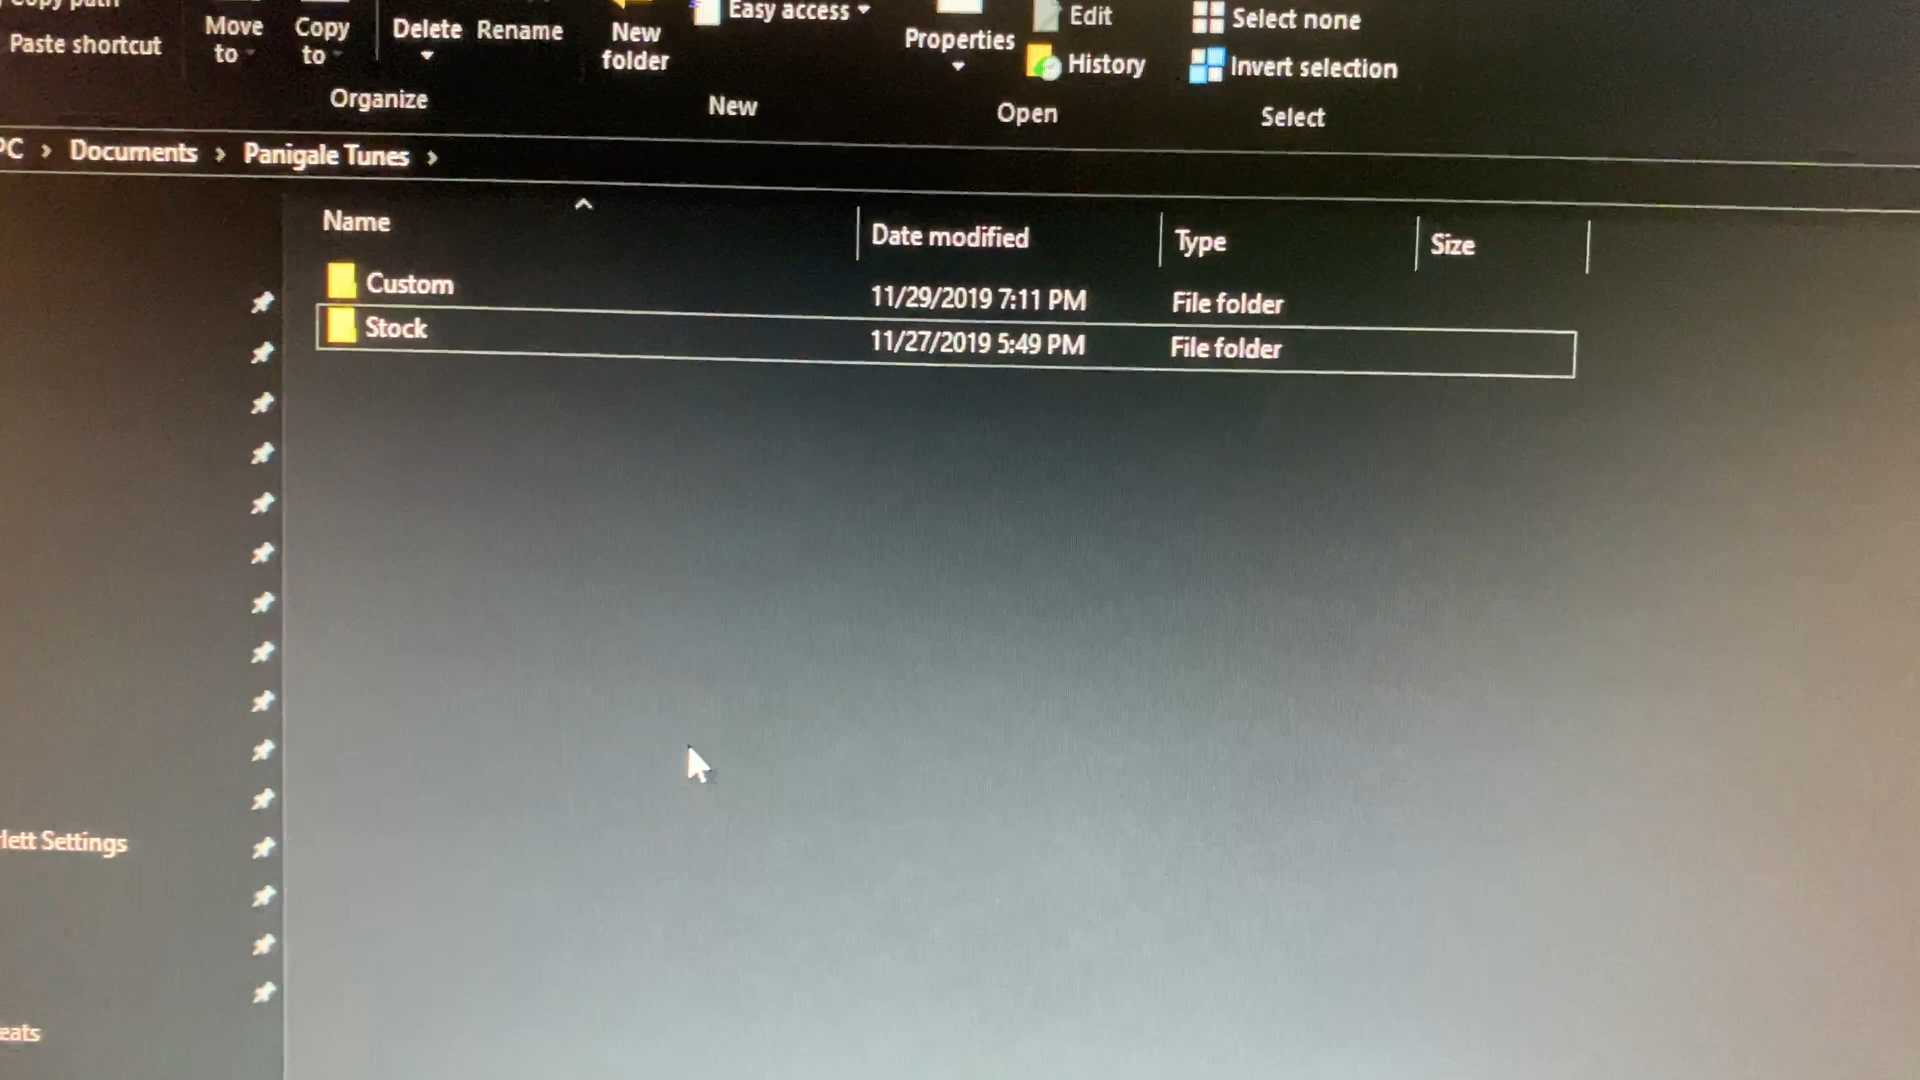 Copy path
Paste shortcut
Move to
Copy to
Delete
Rename
New folder
Easy access
Properties
Edit
History
Select none
Invert selection
Organize
New
Open
Select
PC > Documents > Panigale Tunes >
Name
Date modified
Type
Size
Custom 11/29/2019 7:11 PM File folder
Stock 11/27/2019 5:49 PM File folder
lett Settings
eats